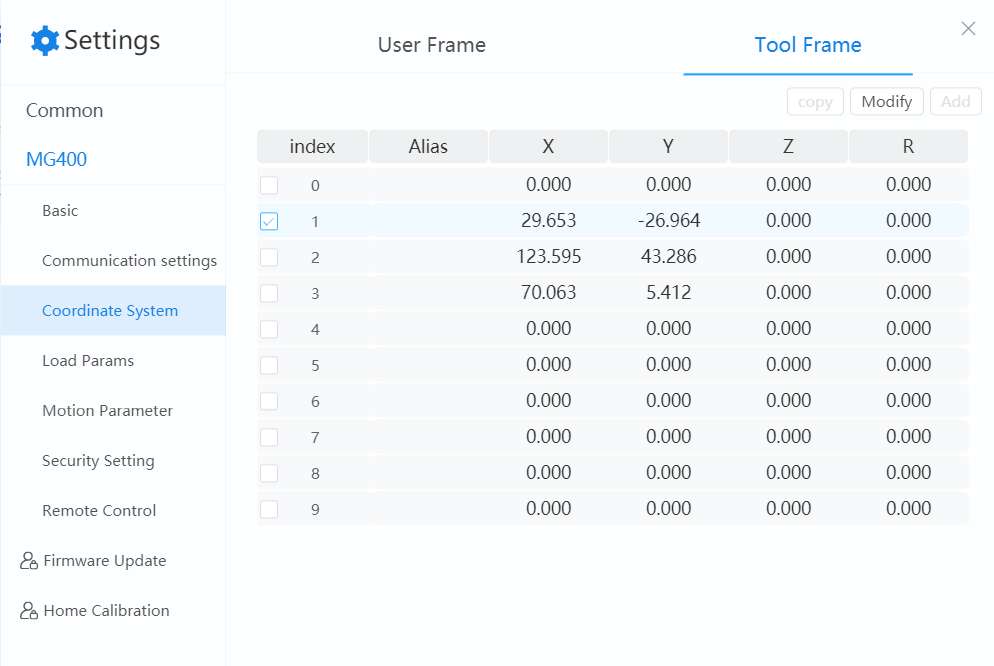 Settings
User Frame
Tool Frame
copy Modify Add
Common
MG400
Basic
Communication settings
Coordinate System
Load Params
Motion Parameter
Security Setting
Remote Control
Firmware Update
Home Calibration
index Alias X Y Z R
0 0.000 0.000 0.000 0.000
1 29.653 -26.964 0.000 0.000
2 123.595 43.286 0.000 0.000
3 70.063 5.412 0.000 0.000
4 0.000 0.000 0.000 0.000
5 0.000 0.000 0.000 0.000
6 0.000 0.000 0.000 0.000
7 0.000 0.000 0.000 0.000
8 0.000 0.000 0.000 0.000
9 0.000 0.000 0.000 0.000